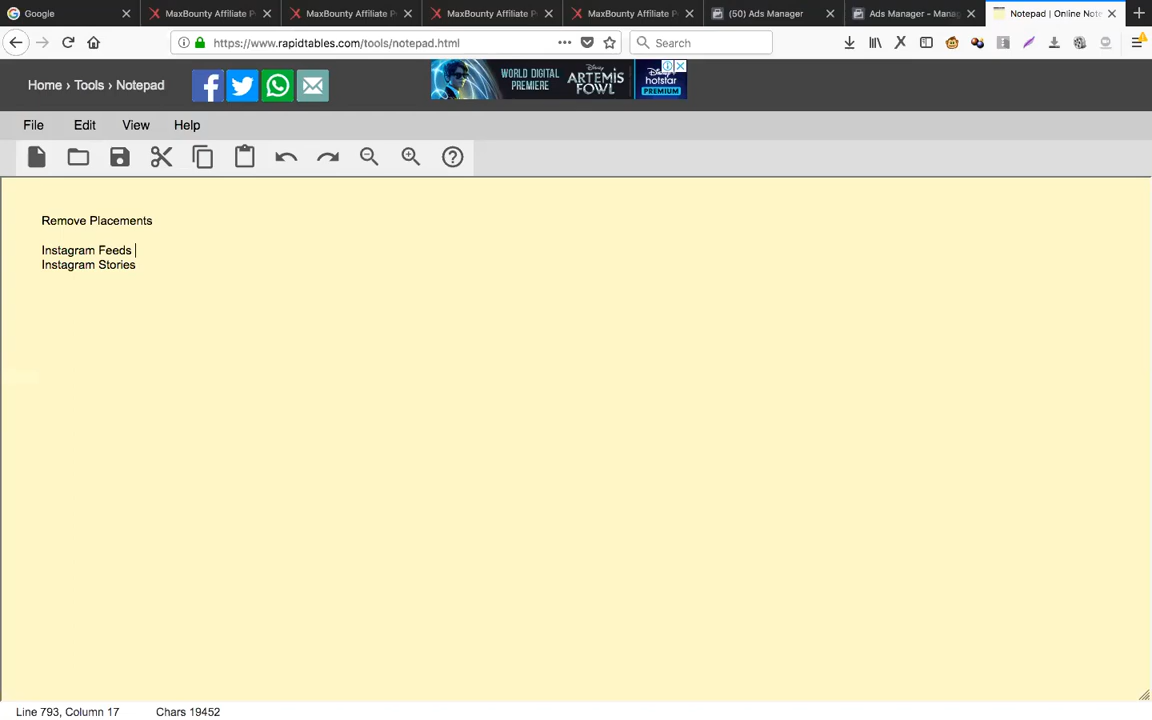 Google
MaxBounty Affiliate P
MaxBounty Affiliate P
MaxBounty Affiliate P
MaxBounty Affiliate P
(50) Ads Manager
Ads Manager - Manag
Notepad | Online Note
https://www.rapidtables.com/tools/notepad.html
Search
Home › Tools › Notepad
WORLD DIGITAL
PREMIERE
DISNEY
ARTEMIS
FOWL
Disney+
hotstar
PREMIUM
File Edit View Help
Remove Placements
Instagram Feeds
Instagram Stories
Line 793, Column 17 Chars 19452